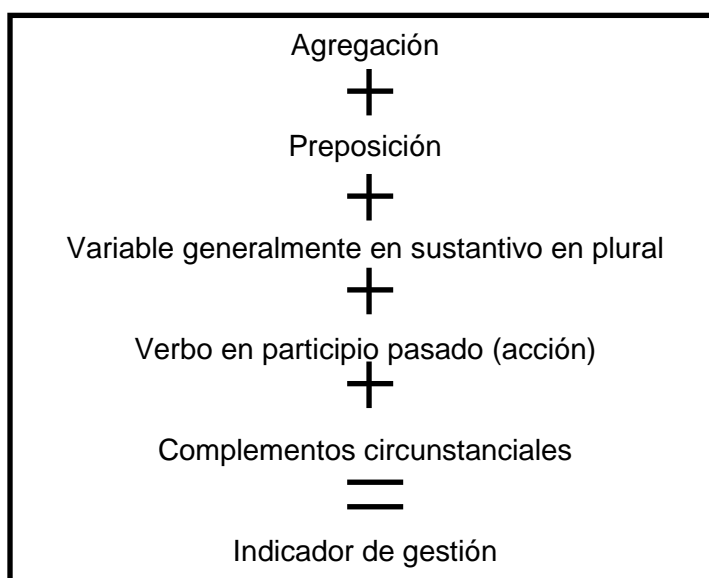 Agregación
+
Preposición
+
Variable generalmente en sustantivo en plural
+
Verbo en participio pasado (acción)
+
Complementos circunstanciales
=
Indicador de gestión